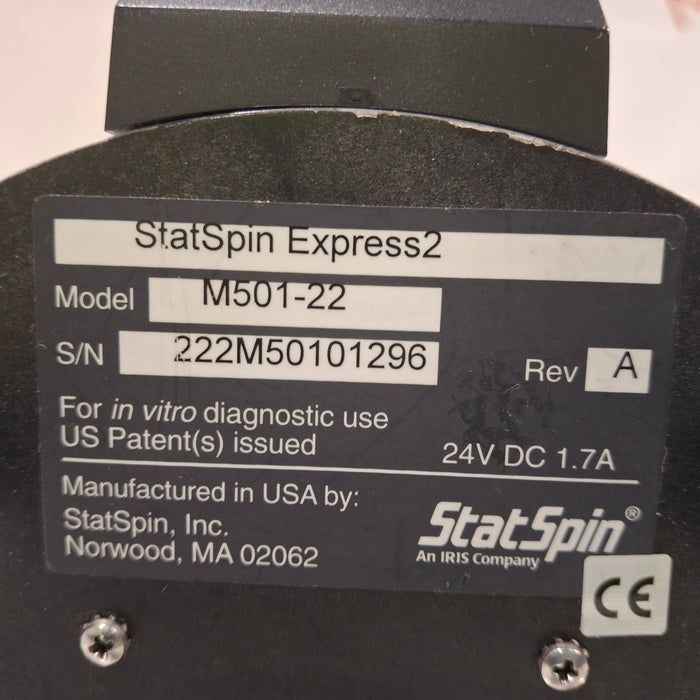 StatSpin Express2
Model M501-22
S/N 222M50101296
Rev A
For in vitro diagnostic use
US Patent(s) issued
24V DC 1.7A
Manufactured in USA by:
StatSpin, Inc.
Norwood, MA 02062
StatSpin®
An IRIS Company
CE